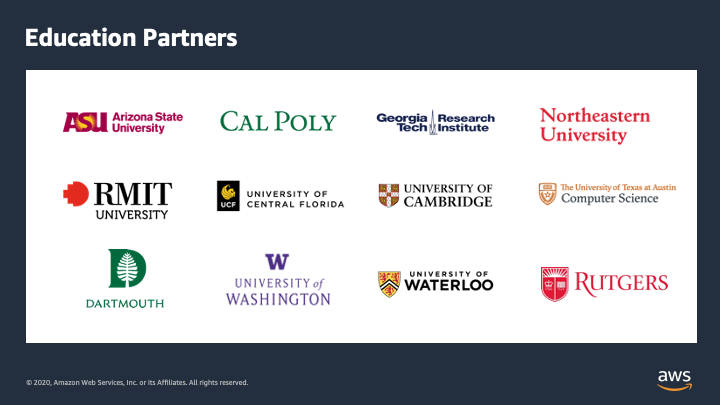 Education Partners
ASU Arizona State
University
CAL POLY
Georgia Research
Tech Institute
Northeastern
University
RMIT
UNIVERSITY
UCF
UNIVERSITY OF
CENTRAL FLORIDA
UNIVERSITY OF
CAMBRIDGE
The University of Texas at Austin
Computer Science
D
DARTMOUTH
W
UNIVERSITY of
WASHINGTON
UNIVERSITY OF
WATERLOO
RUTGERS
© 2020, Amazon Web Services, Inc. or its Affiliates. All rights reserved.
aws